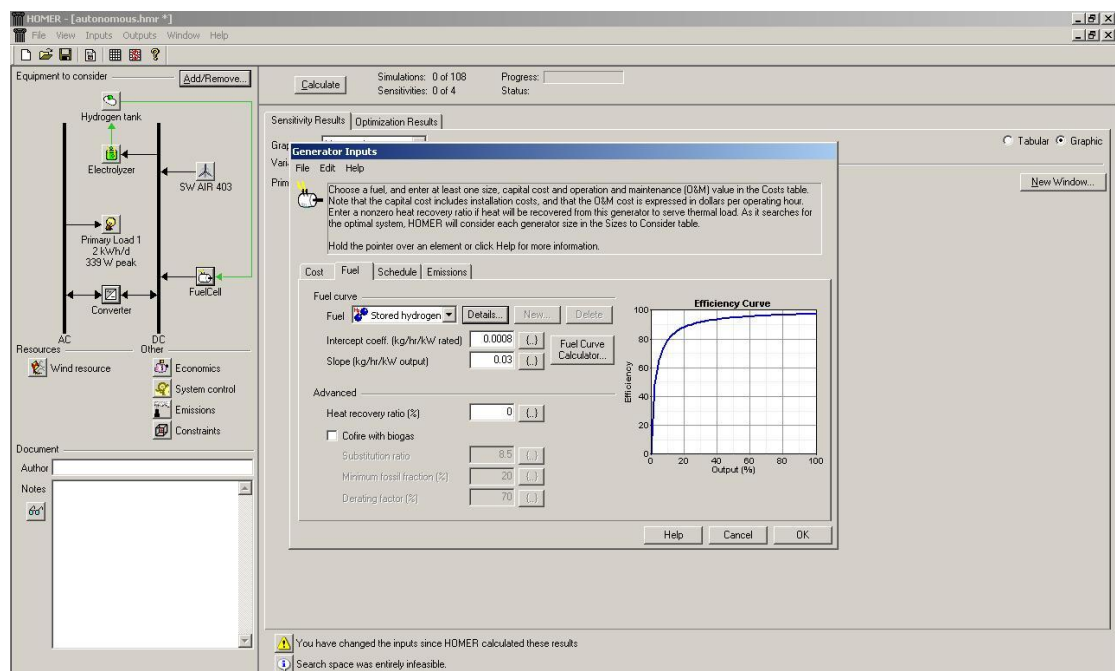 HOMER - [autonomous.hmr *]
File View Inputs Outputs Window Help
Equipment to consider
Add/Remove...
Hydrogen tank
Electrolyzer
SW AIR 403
Primary Load 1
2 kWh/d
339 W peak
FuelCell
Converter
AC
DC
Resources
Other
Wind resource
Economics
System control
Emissions
Constraints
Document
Author
Notes
Calculate
Simulations: 0 of 108
Progress:
Sensitivities: 0 of 4
Status:
Sensitivity Results
Optimization Results
Tabular
Graphic
New Window...
Generator Inputs
File Edit Help
Choose a fuel, and enter at least one size, capital cost and operation and maintenance (O&M) value in the Costs table.
Note that the capital cost includes installation costs, and that the O&M cost is expressed in dollars per operating hour.
Enter a nonzero heat recovery ratio if heat will be recovered from this generator to serve thermal load. As it searches for
the optimal system, HOMER will consider each generator size in the Sizes to Consider table.
Hold the pointer over an element or click Help for more information.
Cost Fuel Schedule Emissions
Fuel curve
Fuel Stored hydrogen Details... New... Delete
Intercept coeff. (kg/hr/kW rated) 0.0008 {..}
Slope (kg/hr/kW output) 0.03 {..}
Fuel Curve
Calculator...
Advanced
Heat recovery ratio (%) 0 {..}
Cofire with biogas
Substitution ratio 8.5 {..}
Minimum fossil fraction (%) 20 {..}
Derating factor (%) 70 {..}
Efficiency Curve
Efficiency
100
80
60
40
20
0
0 20 40 60 80 100
Output (%)
Help Cancel OK
You have changed the inputs since HOMER calculated these results
Search space was entirely infeasible.